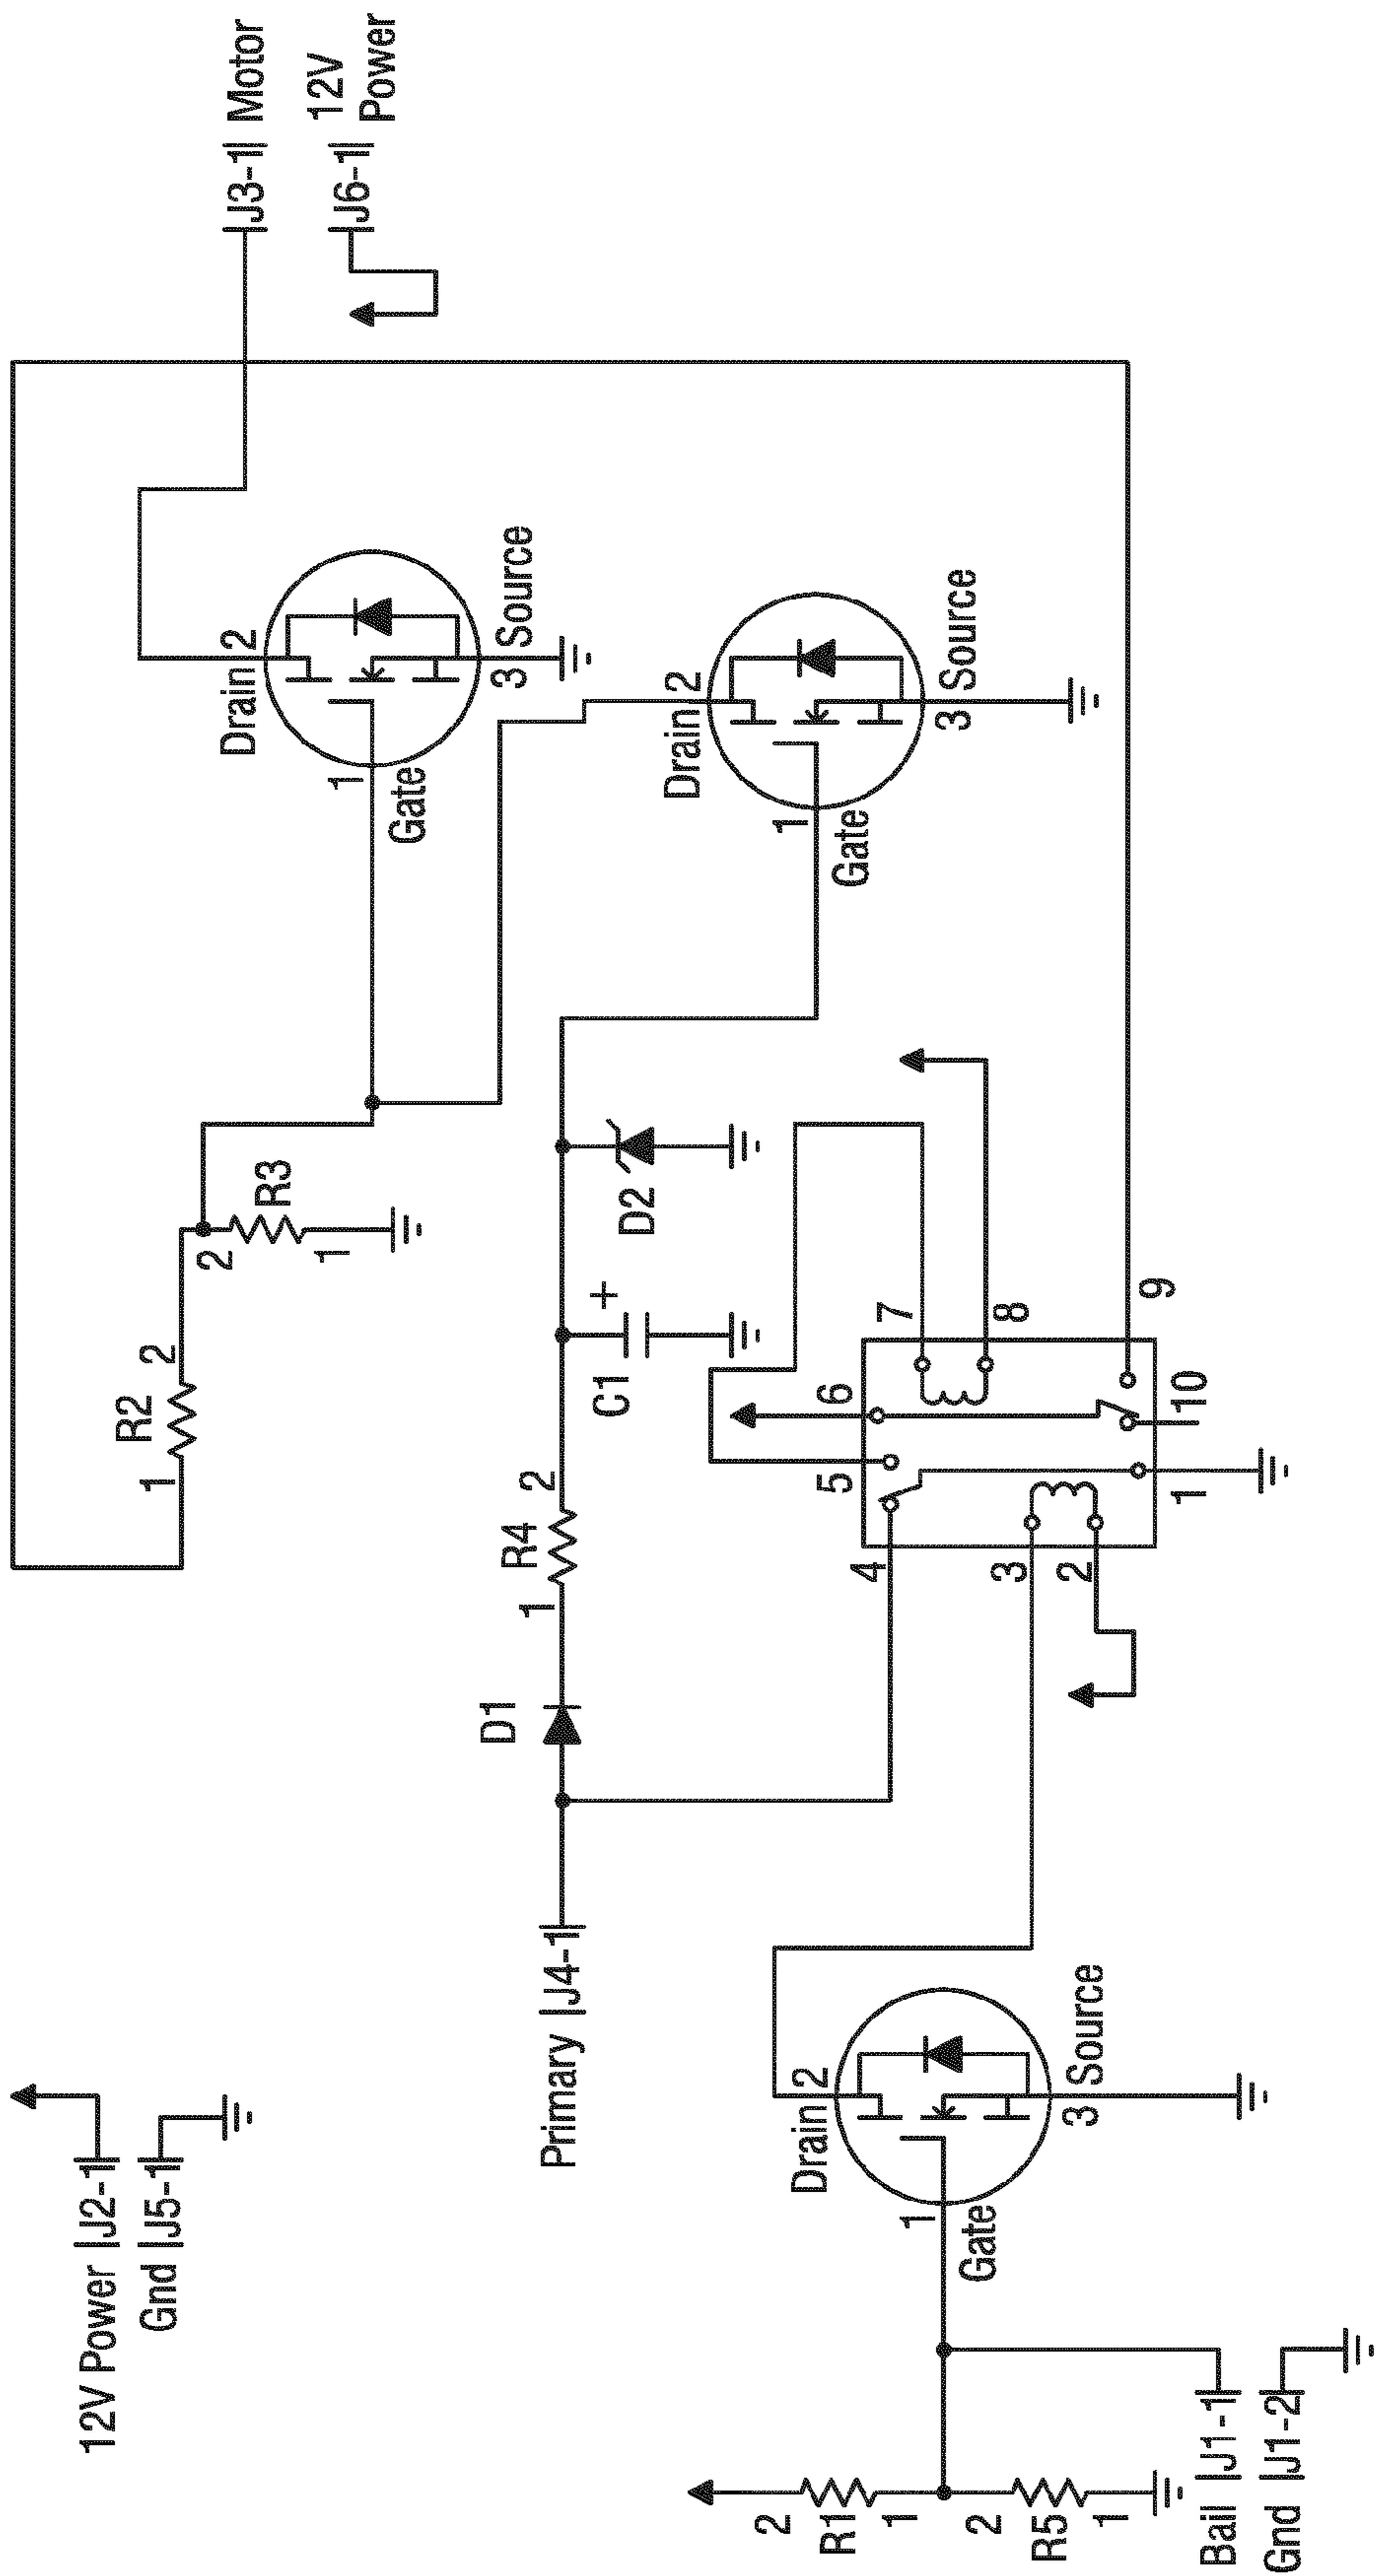 12V Power |J2-1|
Gnd |J5-1|
|J3-1| Motor
12V
|J6-1| Power
R2
1
2
R3
2
1
Drain 2
1
Gate
3 Source
Primary |J4-1|
D1
R4
1
2
C1
+
D2
Drain 2
1
Gate
3 Source
4
5
6
7
3
8
2
1
10
9
Drain 2
1
Gate
3 Source
2
R1
1
2
R5
1
Bail |J1-1|
Gnd |J1-2|